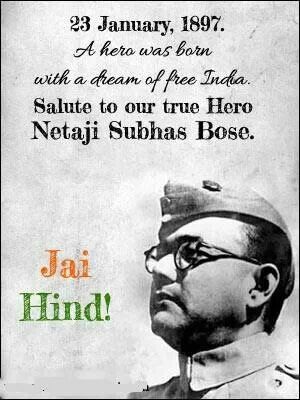 23 January, 1897.
A hero was born
with a dream of free India.
Salute to our true Hero
Netaji Subhas Bose.
Jai
Hind!